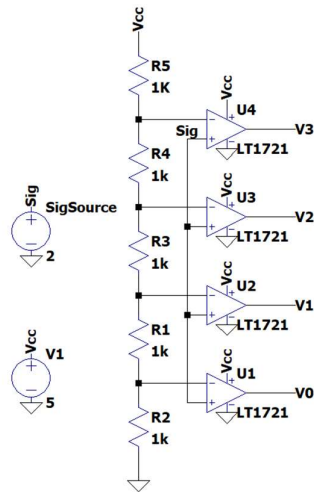 Vcc
R5
1K
Vcc
U4
Sig
V3
LT1721
R4
1k
Vcc
U3
V2
LT1721
Sig
SigSource
2
R3
1k
Vcc
U2
V1
LT1721
Vcc
V1
5
R1
1k
Vcc
U1
V0
LT1721
R2
1k